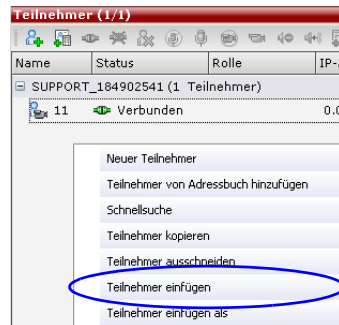 Teilnehmer (1/1)
Name Status Rolle IP-
SUPPORT_184902541 (1 Teilnehmer)
11 Verbunden 0.0
Neuer Teilnehmer
Teilnehmer von Adressbuch hinzufügen
Schnellsuche
Teilnehmer kopieren
Teilnehmer ausschneiden
Teilnehmer einfügen
Teilnehmer einfügen als